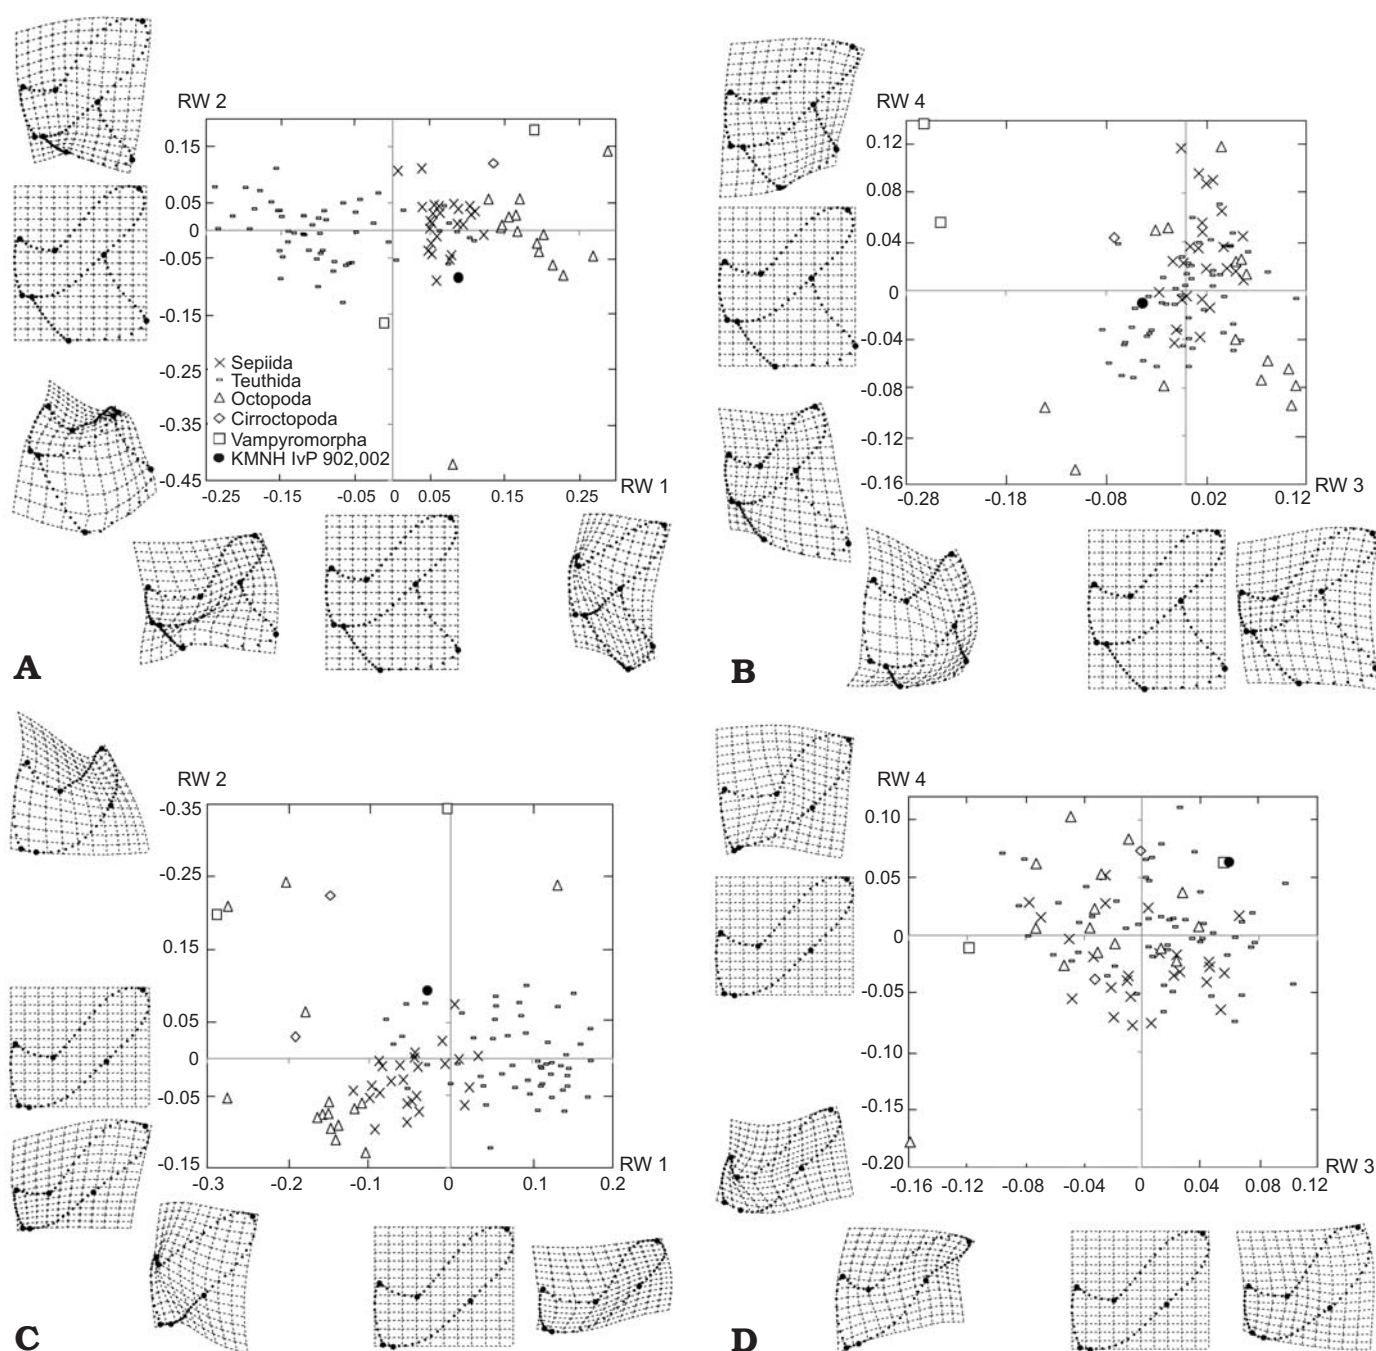 RW 2
0.15
0.05
0
-0.05
-0.15
-0.25
-0.35
-0.45
Sepiida
Teuthida
Octopoda
Cirroctopoda
Vampyromorpha
KMNH IvP 902,002
-0.25 -0.15 -0.05 0 0.05 0.15 0.25
RW 1
A
RW 4
0.12
0.08
0.04
0
-0.04
-0.08
-0.12
-0.16
-0.28 -0.18 -0.08 0.02 0.12
RW 3
B
RW 2
-0.35
-0.25
0.15
0.05
0
-0.05
-0.15
-0.3 -0.2 -0.1 0 0.1 0.2
RW 1
C
RW 4
0.10
0.05
0
-0.05
-0.10
-0.15
-0.20
-0.16 -0.12 -0.08 -0.04 0 0.04 0.08 0.12
RW 3
D